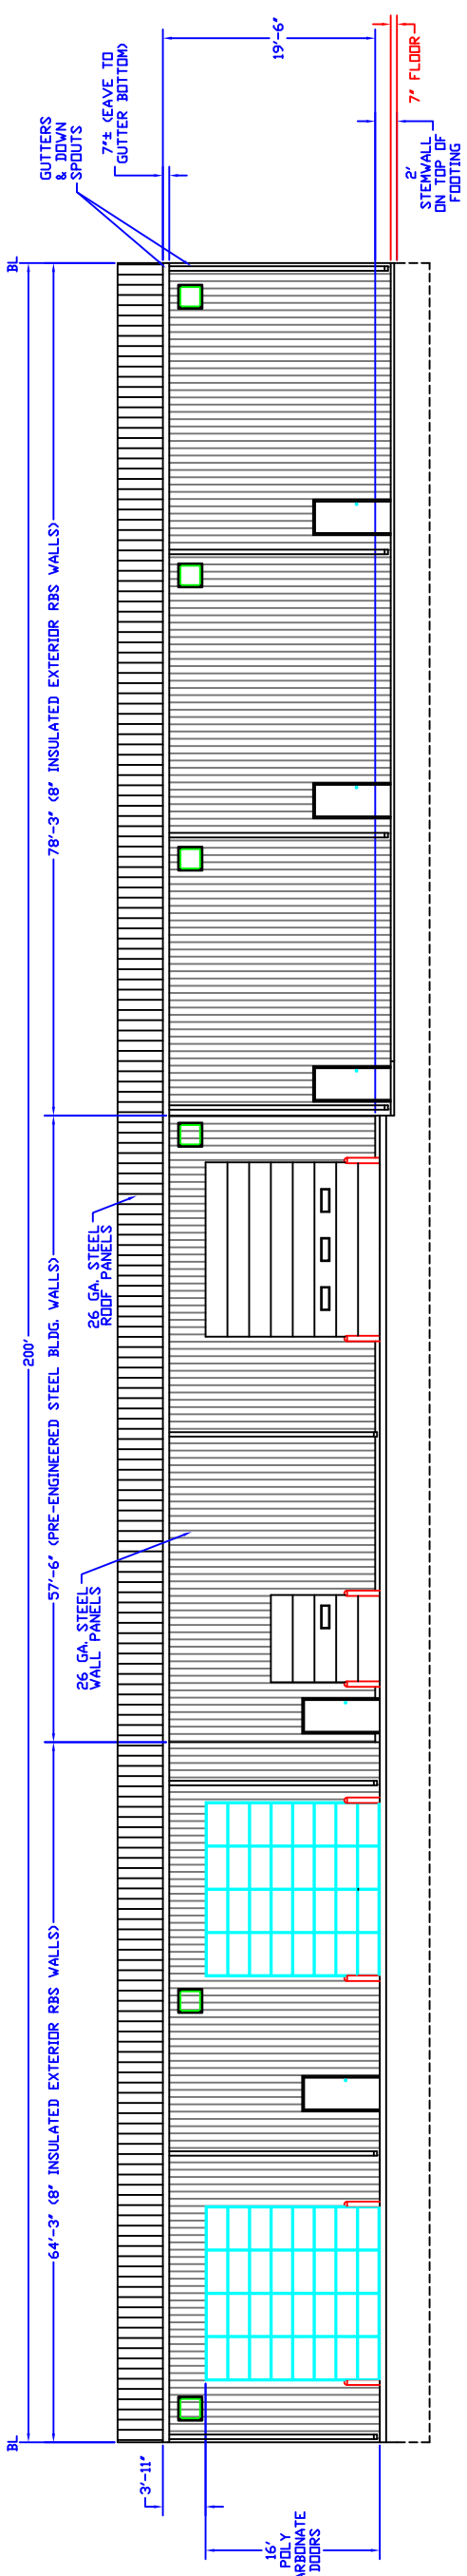 19'-6"
7" FLOOR
2'
STEMWALL
ON TOP OF
FOOTING
7"± (EAVE TO
GUTTER BOTTOM)
GUTTERS
& DOWN
SPOUTS
BL
78'-3" (8" INSULATED EXTERIOR RBS WALLS)
200'
26 GA. STEEL
ROOF PANELS
57'-6" (PRE-ENGINEERED STEEL BLDG. WALLS)
26 GA. STEEL
WALL PANELS
64'-3" (8" INSULATED EXTERIOR RBS WALLS)
BL
3'-11"
16'
POLY
ARBONATE
DOORS